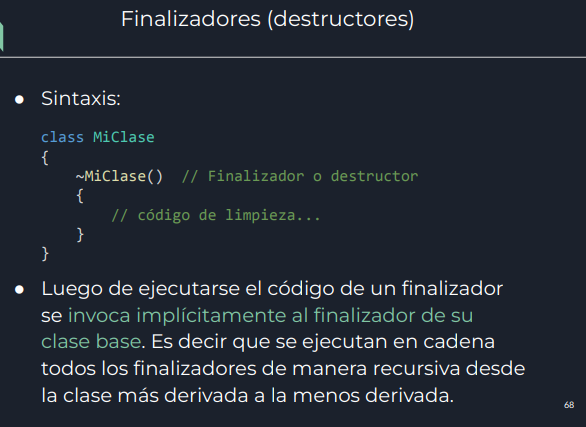 Finalizadores (destructores)
● Sintaxis:
class MiClase
{
~MiClase() // Finalizador o destructor
{
// código de limpieza...
}
}
● Luego de ejecutarse el código de un finalizador
se invoca implícitamente al finalizador de su
clase base. Es decir que se ejecutan en cadena
todos los finalizadores de manera recursiva desde
la clase más derivada a la menos derivada.
68